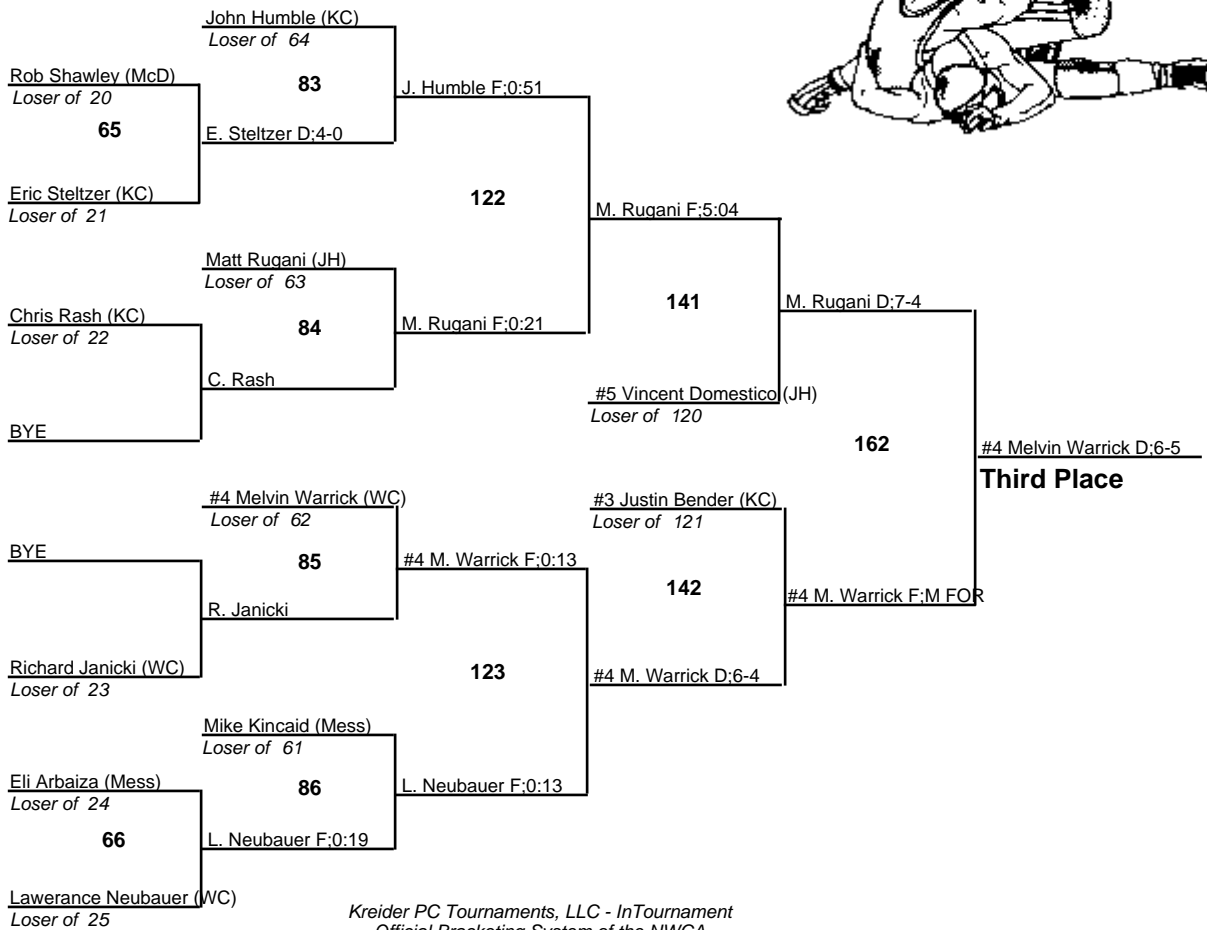 John Humble (KC)
Loser of 64
Rob Shawley (McD)
Loser of 20
83
J. Humble F;0:51
65
E. Steltzer D;4-0
Eric Steltzer (KC)
Loser of 21
122
M. Rugani F;5:04
Matt Rugani (JH)
Loser of 63
Chris Rash (KC)
Loser of 22
84
M. Rugani F;0:21
141
M. Rugani D;7-4
C. Rash
#5 Vincent Domestico (JH)
Loser of 120
BYE
162
#4 Melvin Warrick D;6-5
Third Place
#4 Melvin Warrick (WC)
Loser of 62
#3 Justin Bender (KC)
Loser of 121
BYE
85
#4 M. Warrick F;0:13
142
#4 M. Warrick F;M FOR
R. Janicki
Richard Janicki (WC)
Loser of 23
123
#4 M. Warrick D;6-4
Mike Kincaid (Mess)
Loser of 61
Eli Arbaiza (Mess)
Loser of 24
86
L. Neubauer F;0:13
66
L. Neubauer F;0:19
Lawerance Neubauer (WC)
Loser of 25
Kreider PC Tournaments, LLC - InTournament
Official Bracketing System of the NWCA